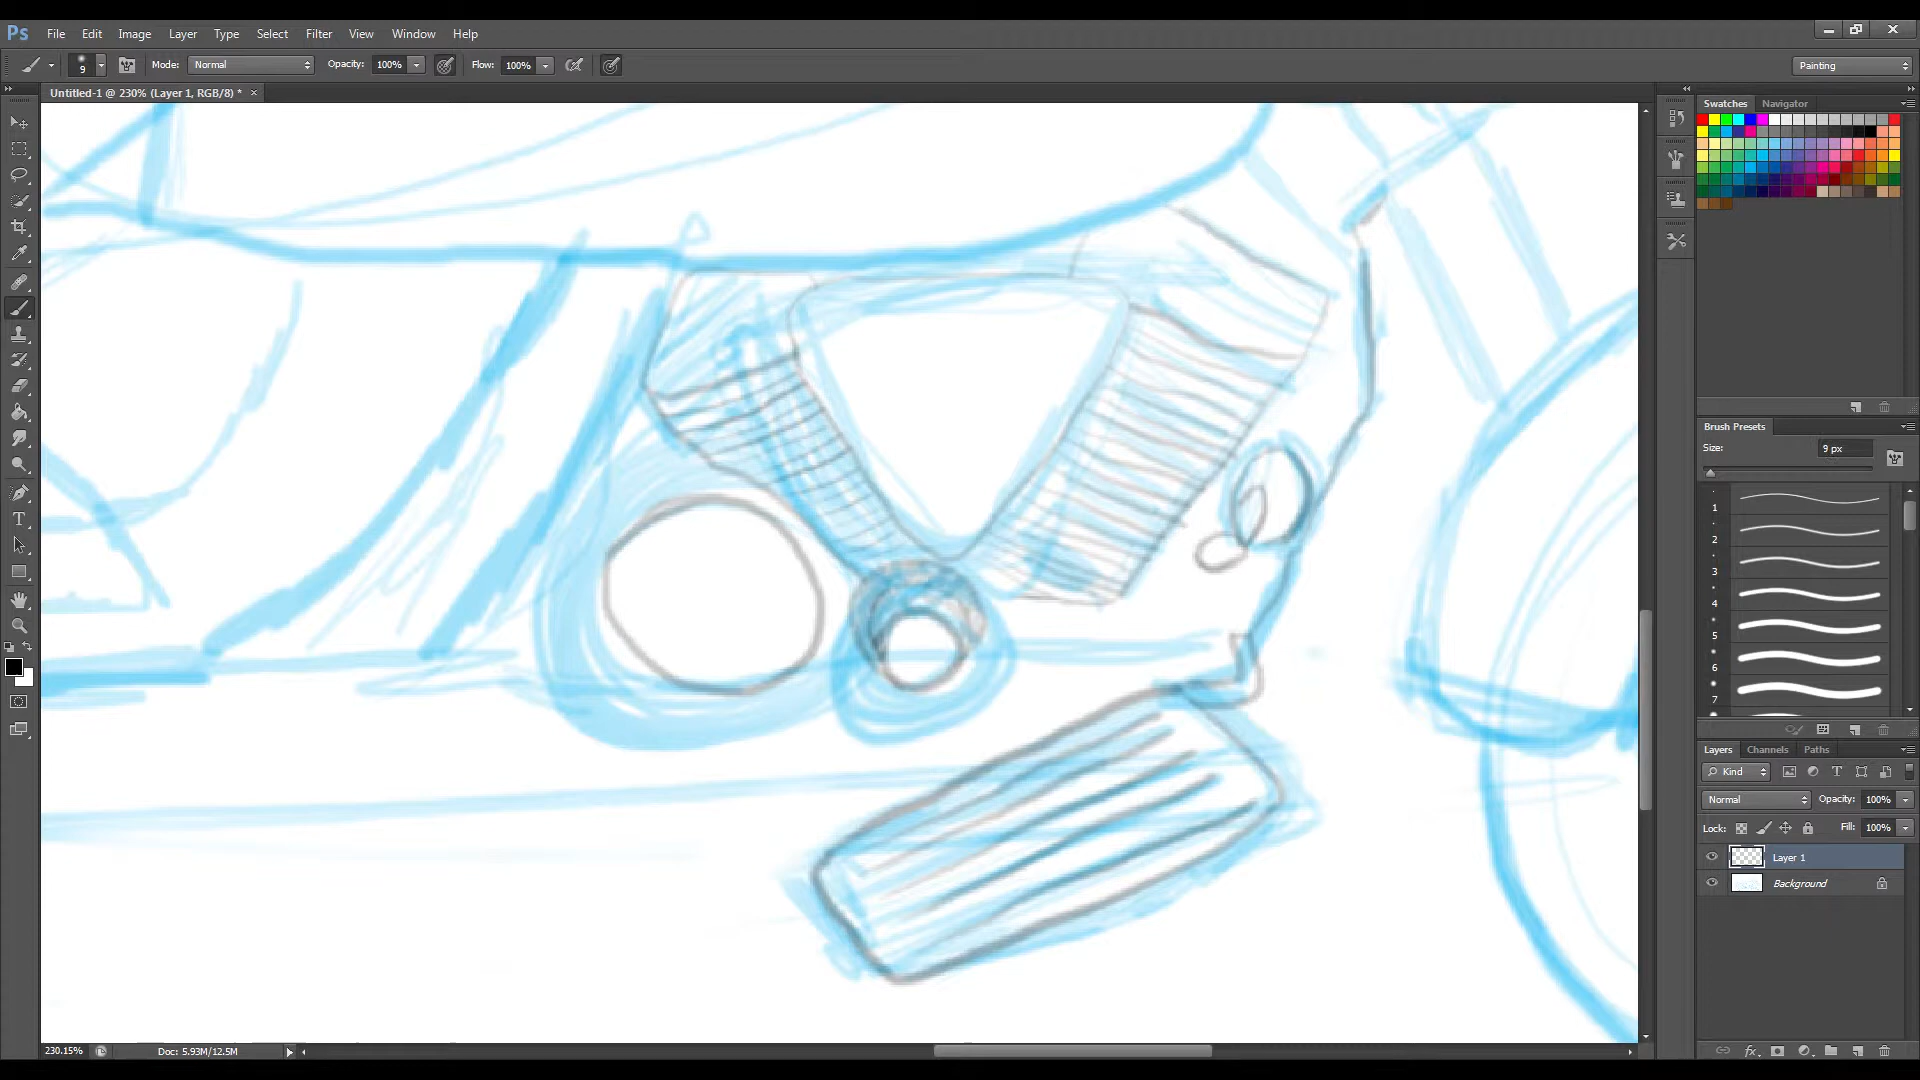 Ps File Edit Image Layer Type Select Filter View Window Help
9 Mode: Normal Opacity: 100% Flow: 100% Painting
Untitled-1 @ 230% (Layer 1, RGB/8) * ×
Swatches Navigator
Brush Presets
Size: 9 px
1
2
3
4
5
6
7
Layers Channels Paths
Kind
Normal Opacity: 100%
Lock: Fill: 100%
Layer 1
Background
230.15% Doc: 5.93M/12.5M